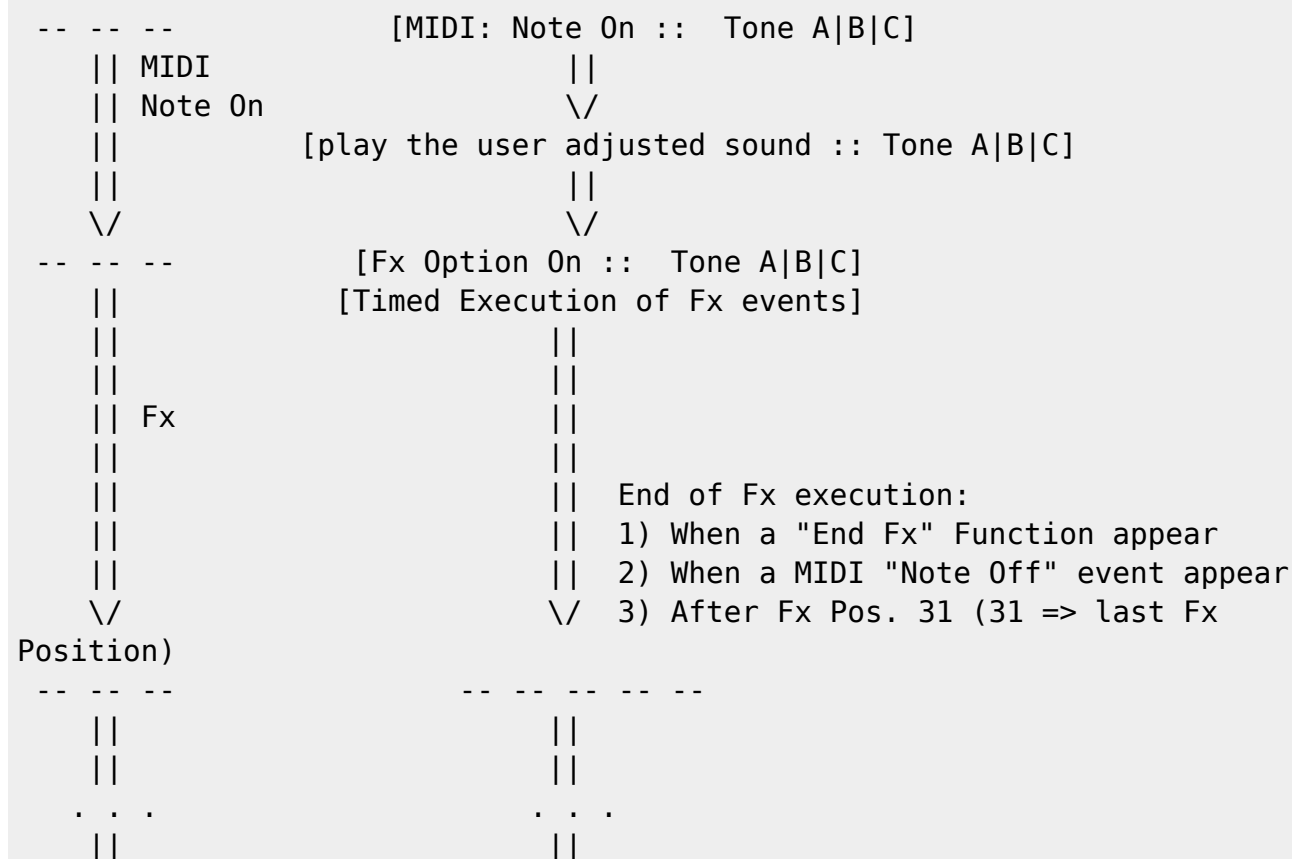 -- -- --            [MIDI: Note On ::  Tone A|B|C]
   || MIDI                     ||
   || Note On                  \/
   ||          [play the user adjusted sound :: Tone A|B|C]
   ||                          ||
   \/                          \/
-- -- --          [Fx Option On ::  Tone A|B|C]
   ||            [Timed Execution of Fx events]
   ||                         ||
   ||                         ||
   || Fx                      ||
   ||                         ||
   ||                         ||  End of Fx execution:
   ||                         ||  1) When a "End Fx" Function appear
   ||                         ||  2) When a MIDI "Note Off" event appear
   \/                         \/  3) After Fx Pos. 31 (31 => last Fx
Position)
-- -- --                -- -- -- -- --
   ||                         ||
   ||                         ||
  . . .                      . . .
   ||                         ||